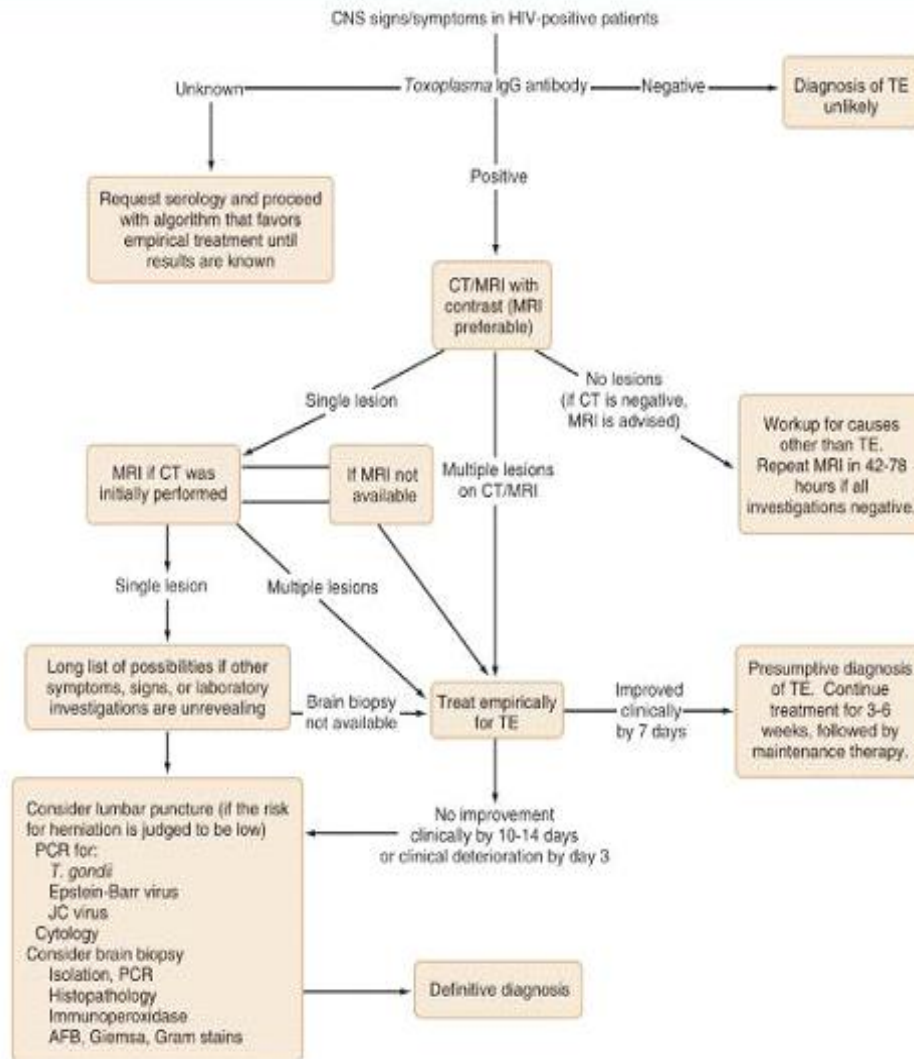 CNS signs/symptoms in HIV-positive patients
Unknown
Toxoplasma IgG antibody
Negative
Diagnosis of TE
unlikely
Positive
Request serology and proceed
with algorithm that favors
empirical treatment until
results are known
CT/MRI with
contrast (MRI
preferable)
Single lesion
No lesions
(if CT is negative,
MRI is advised)
Multiple lesions
on CT/MRI
Workup for causes
other than TE.
Repeat MRI in 42-78
hours if all
investigations negative.
MRI if CT was
initially performed
If MRI not
available
Single lesion
Multiple lesions
Long list of possibilities if other
symptoms, signs, or laboratory
investigations are unrevealing
Brain biopsy
not available
Treat empirically
for TE
Improved
clinically
by 7 days
Presumptive diagnosis
of TE. Continue
treatment for 3-6
weeks, followed by
maintenance therapy.
No improvement
clinically by 10-14 days
or clinical deterioration by day 3
Consider lumbar puncture (if the risk
for herniation is judged to be low)
PCR for:
T. gondii
Epstein-Barr virus
JC virus
Cytology
Consider brain biopsy
Isolation, PCR
Histopathology
Immunoperoxidase
AFB, Giemsa, Gram stains
Definitive diagnosis